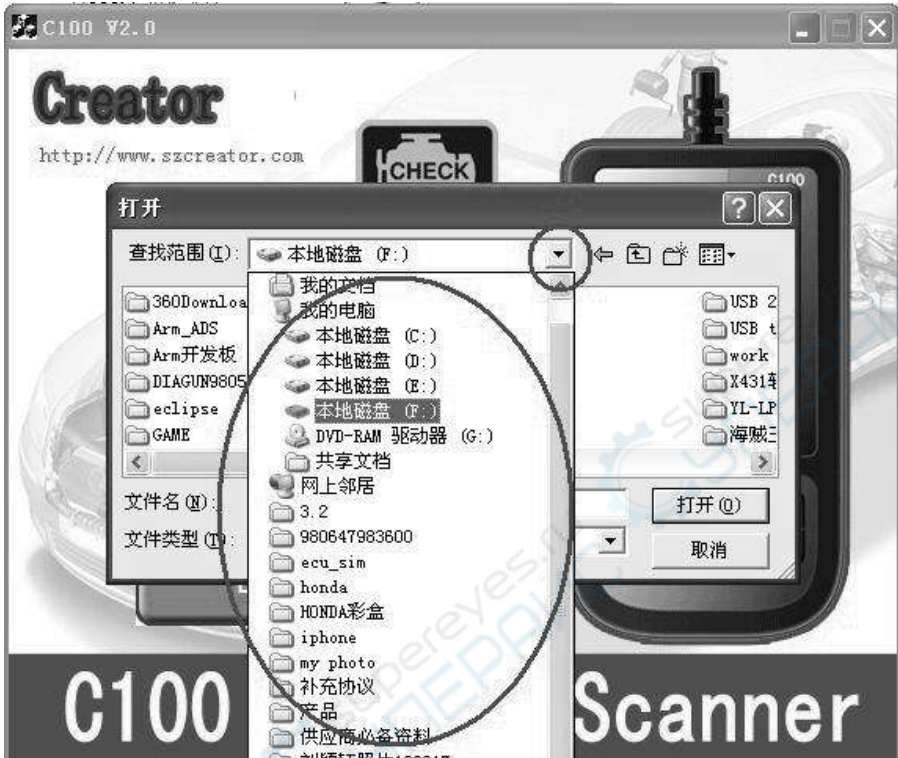 C100 V2.0
Creator
http://www.szcreator.com
CHECK
C100
打开
查找范围(I):
本地磁盘 (F:)
我的文档
我的电脑
本地磁盘 (C:)
本地磁盘 (D:)
本地磁盘 (E:)
本地磁盘 (F:)
DVD-RAM 驱动器 (G:)
共享文档
网上邻居
3.2
980647983600
ecu_sim
honda
HONDA彩盒
iphone
my photo
补充协议
产品
供应商必备资料
360Downloa
Arm_ADS
Arm开发板
DIAGUN9805
eclipse
GAME
USB 2
USB t
work
X431
YL-LP
海贼
文件名(N):
打开(O)
文件类型(T):
取消
C100 Scanner
supereyes.ru
СУПЕРАЙС